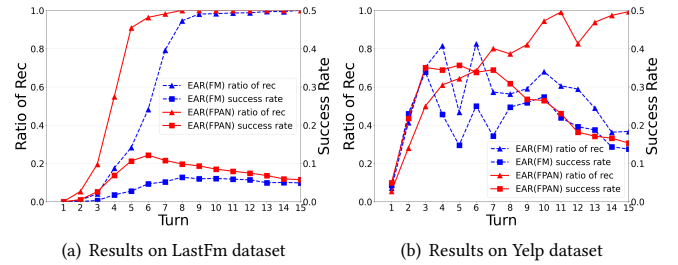 1.0
0.8
0.6
0.4
0.2
0.0
Ratio of Rec
0.5
0.4
0.3
0.2
0.1
0.0
Success Rate
EAR(FM) ratio of rec
EAR(FM) success rate
EAR(FPAN) ratio of rec
EAR(FPAN) success rate
1 2 3 4 5 6 7 8 9 10 11 12 13 14 15
Turn
(a) Results on LastFm dataset
1.0
0.8
0.6
0.4
0.2
0.0
Ratio of Rec
0.5
0.4
0.3
0.2
0.1
0.0
Success Rate
EAR(FM) ratio of rec
EAR(FM) success rate
EAR(FPAN) ratio of rec
EAR(FPAN) success rate
1 2 3 4 5 6 7 8 9 10 11 12 13 14 15
Turn
(b) Results on Yelp dataset